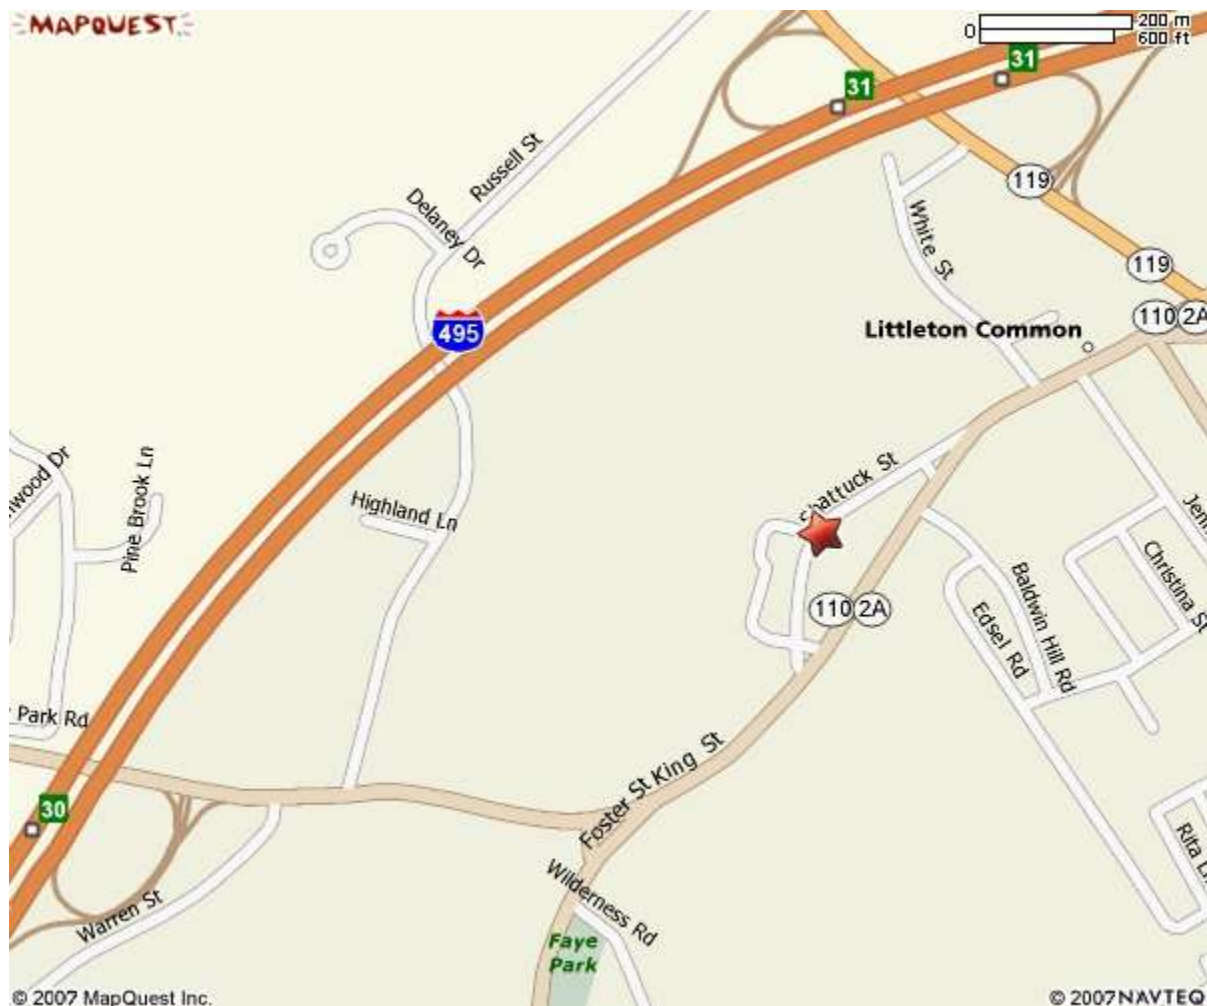 MAPQUEST
0
200 m
600 ft
31
31
Russell St
119
Delaney Dr
White St
119
110
2A
495
Littleton Common
Pine Brook Ln
Highland Ln
Shattuck St
Christina St
Baldwin Hill Rd
110
2A
Edsel Rd
Park Rd
King St
Foster St
30
Rita
Wilderness Rd
Warren St
Faye
Park
© 2007 MapQuest Inc.
© 2007 NAVTEQ